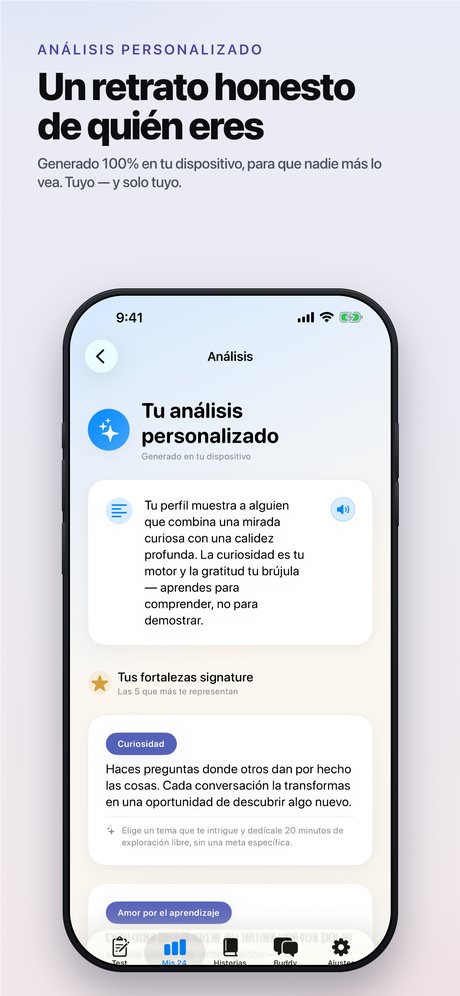 ANÁLISIS PERSONALIZADO
Un retrato honesto
de quién eres
Generado 100% en tu dispositivo, para que nadie más lo
vea. Tuyo — y solo tuyo.
9:41
Análisis
Tu análisis
personalizado
Generado en tu dispositivo
Tu perfil muestra a alguien
que combina una mirada
curiosa con una calidez
profunda. La curiosidad es tu
motor y la gratitud tu brújula
— aprendes para
comprender, no para
demostrar.
Tus fortalezas signature
Las 5 que más te representan
Curiosidad
Haces preguntas donde otros dan por hecho
las cosas. Cada conversación la transformas
en una oportunidad de descubrir algo nuevo.
Elige un tema que te intrigue y dedícale 20 minutos de
exploración libre, sin una meta específica.
Amor por el aprendizaje
Test Mis 24 Historias Buddy Ajustes